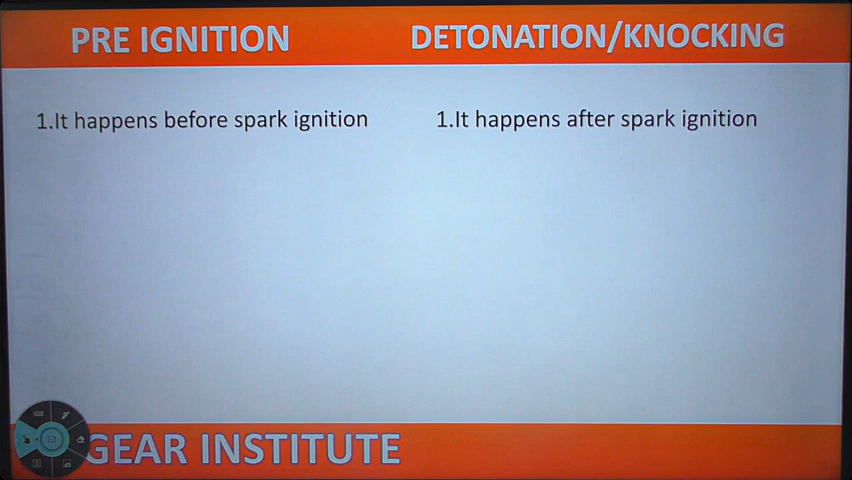 PRE IGNITION
DETONATION/KNOCKING
1.It happens before spark ignition
1.It happens after spark ignition
GEAR INSTITUTE